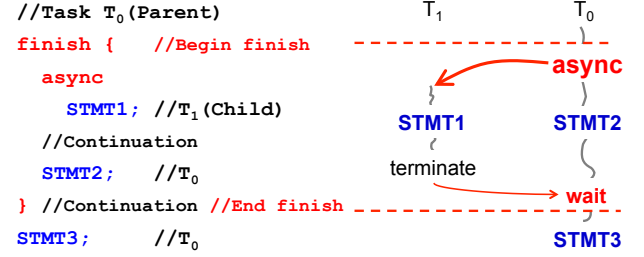 //Task T0(Parent)
finish {    //Begin finish
  async
    STMT1; //T1(Child)
  //Continuation
  STMT2;   //T0
} //Continuation //End finish
STMT3;     //T0
T1 T0
async
STMT1 STMT2
terminate
wait
STMT3